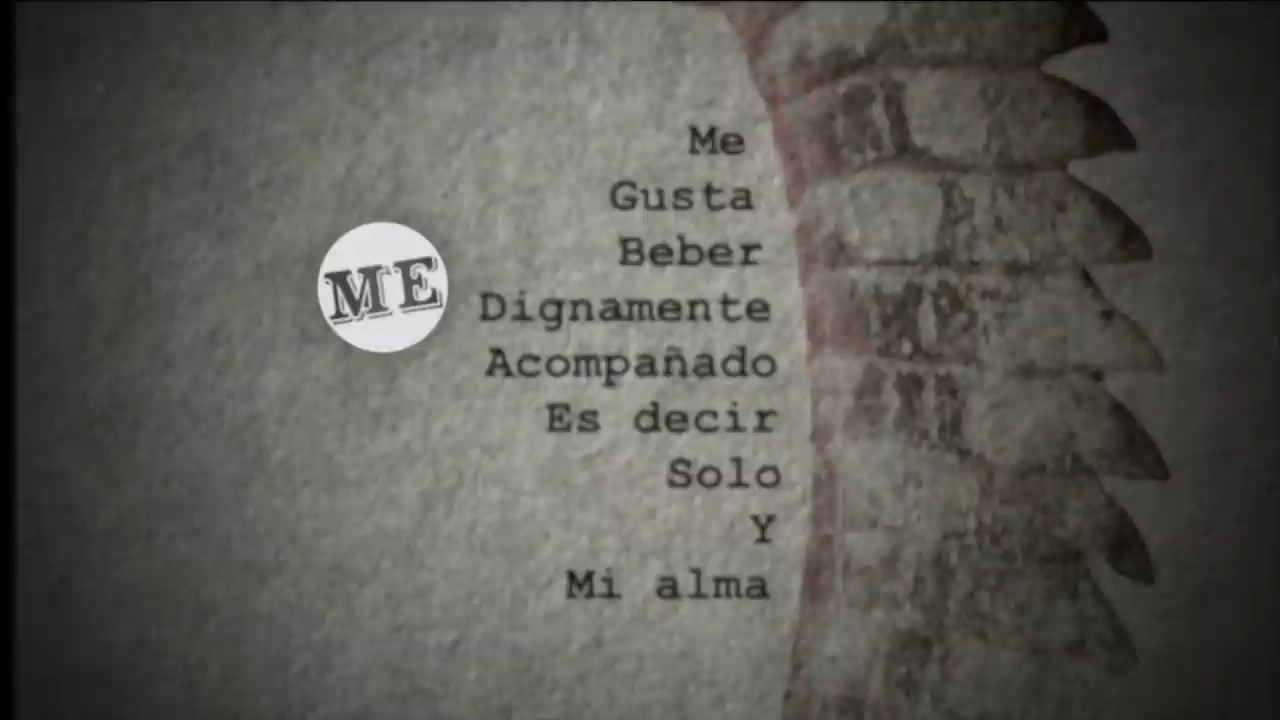 Me
Gusta
Beber
ME
Dignamente
Acompañado
Es decir
Solo
Y
Mi alma